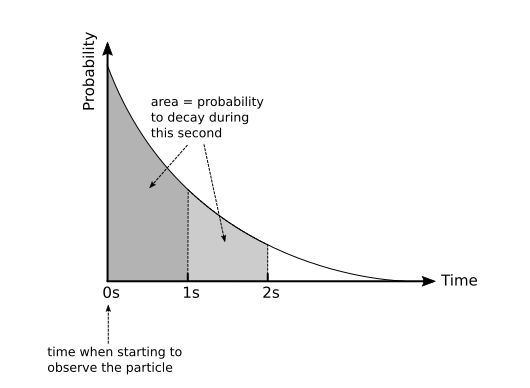 Probability
area = probability
to decay during
this second
Time
0s
1s
2s
time when starting to
observe the particle